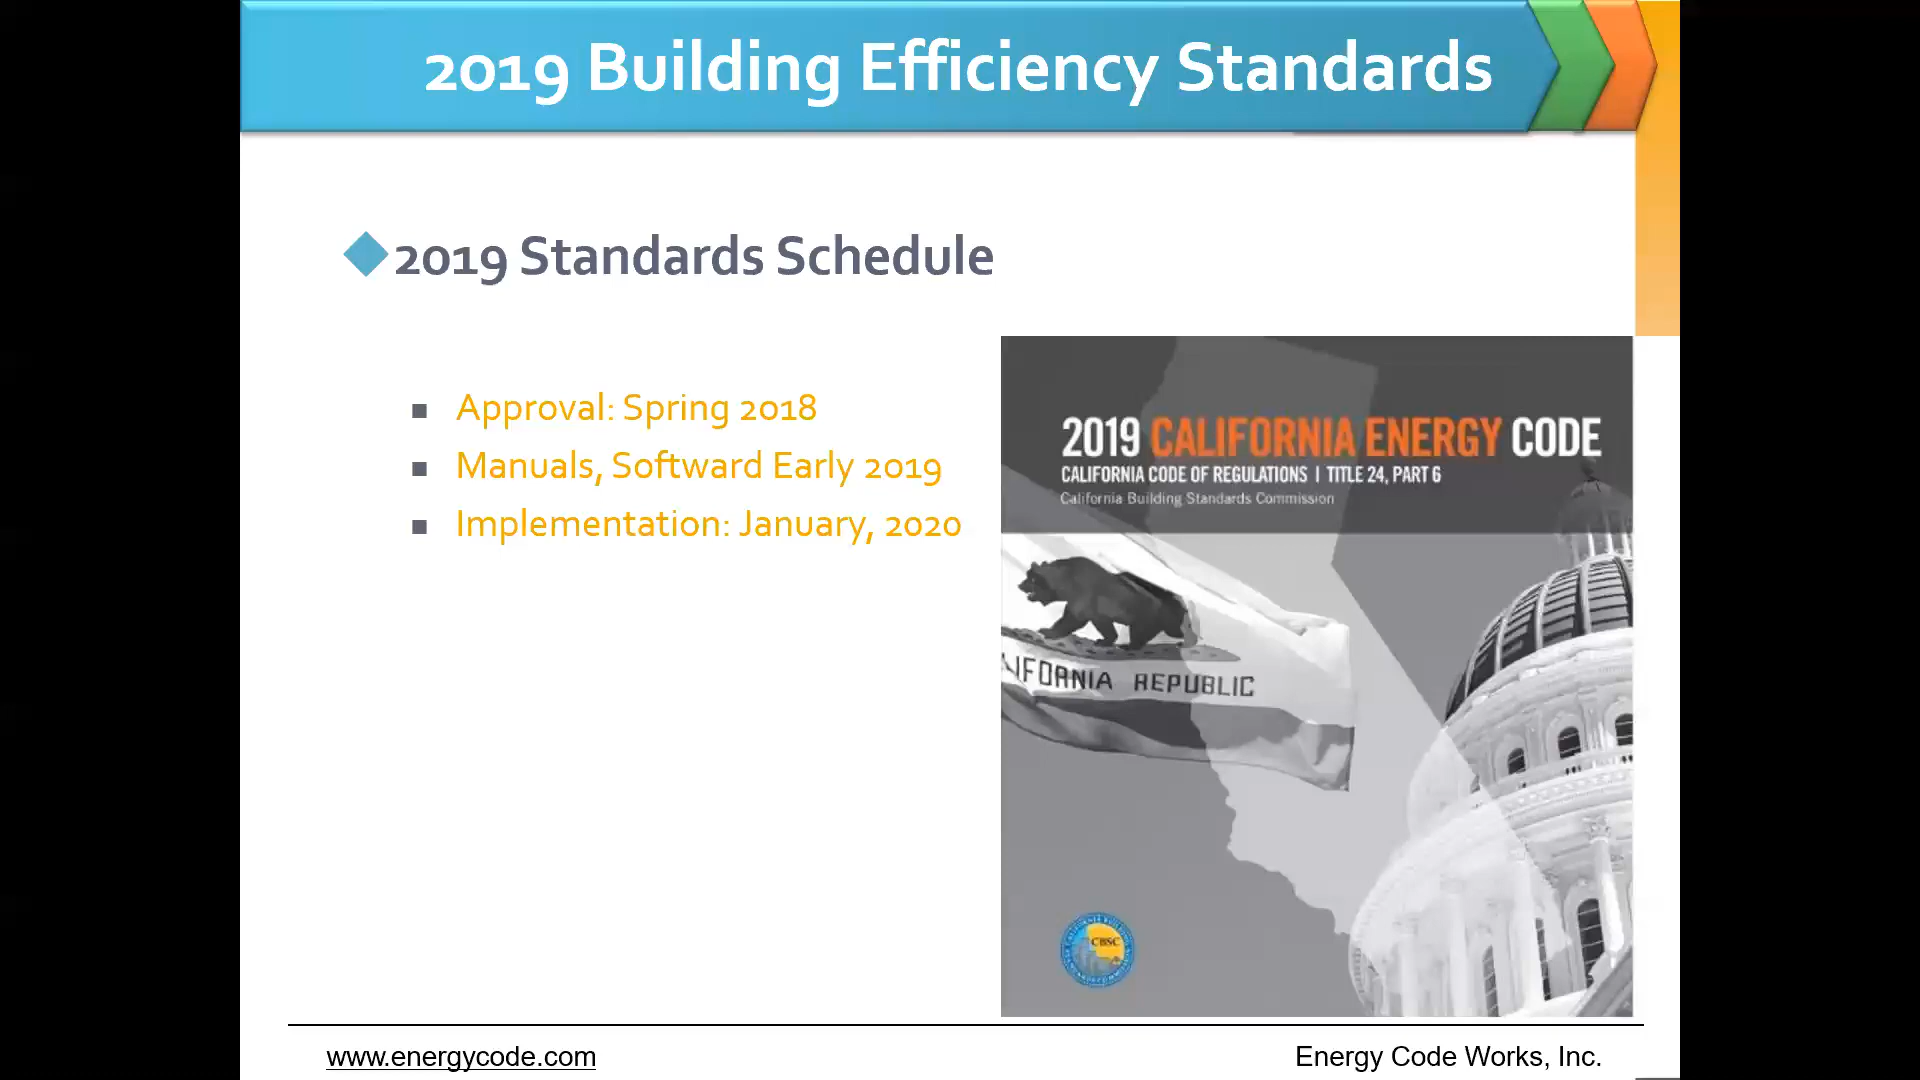 2019 Building Efficiency Standards
2019 Standards Schedule
Approval: Spring 2018
Manuals, Softward Early 2019
Implementation: January, 2020
2019 CALIFORNIA ENERGY CODE
CALIFORNIA CODE OF REGULATIONS | TITLE 24, PART 6
California Building Standards Commission
LIFORNIA REPUBLIC
CBSC
www.energycode.com
Energy Code Works, Inc.